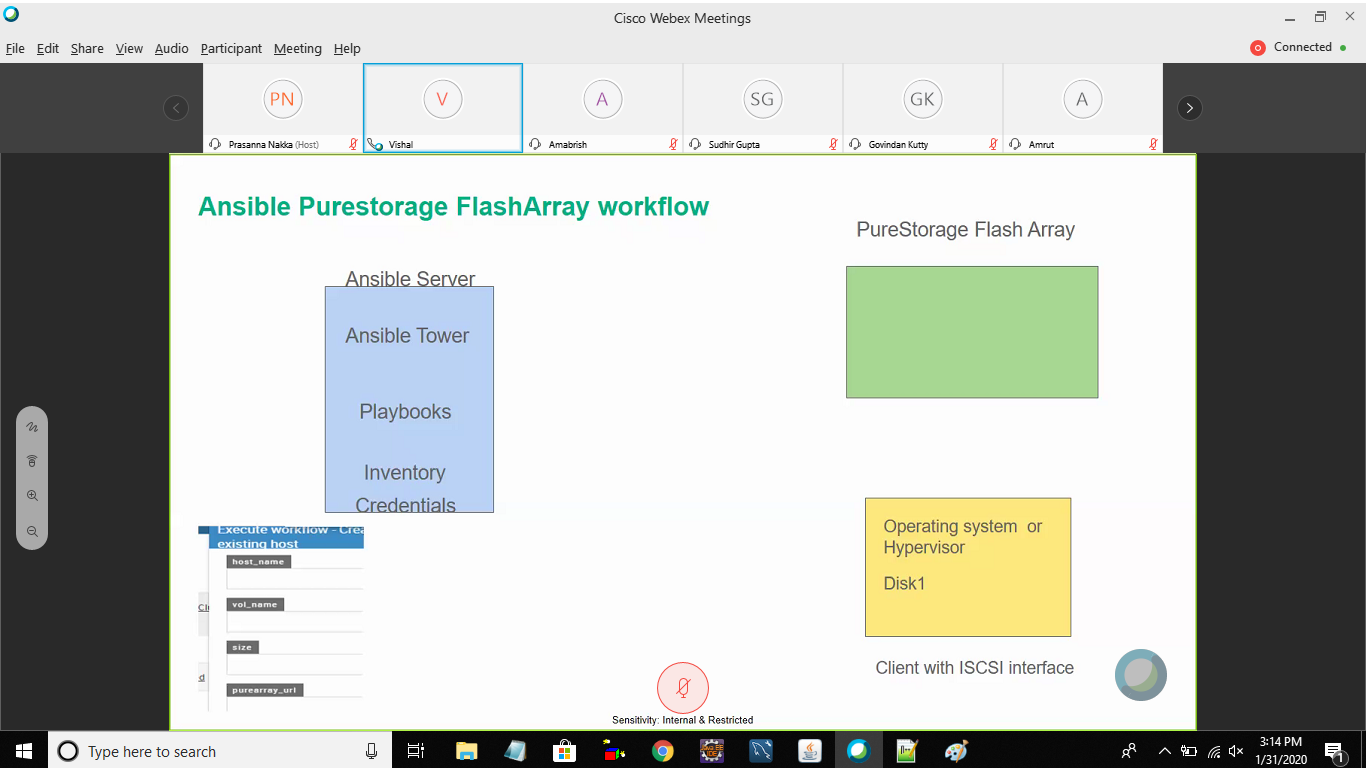 Cisco Webex Meetings
File Edit Share View Audio Participant Meeting Help
Connected
PN
V
A
SG
GK
A
Prasanna Nakka (Host)
Vishal
Amabrish
Sudhir Gupta
Govindan Kutty
Amrut
Ansible Purestorage FlashArray workflow
PureStorage Flash Array
Ansible Server
Ansible Tower
Playbooks
Inventory
Credentials
Operating system or
Hypervisor
Disk1
Client with ISCSI interface
Execute workflow - Crea
existing host
host_name
vol_name
size
purearray_url
d
Sensitivity: Internal & Restricted
Type here to search
Java EE
IDE
3:14 PM
1/31/2020
1